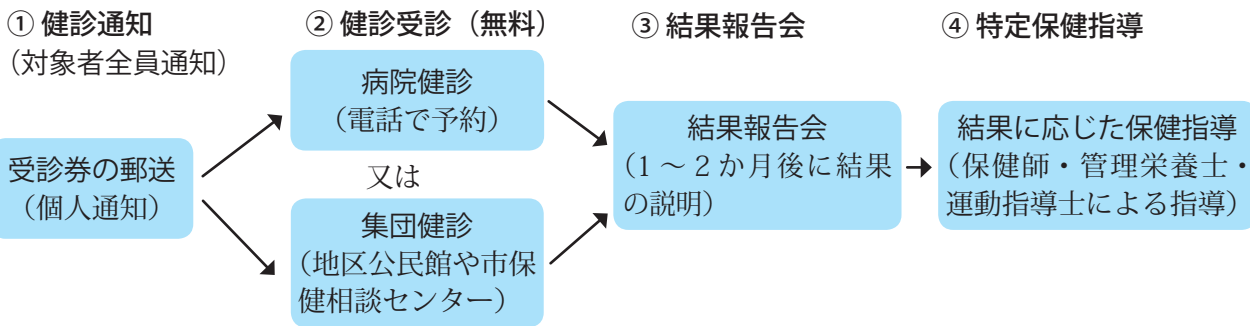 ① 健診通知
（対象者全員通知）
受診券の郵送
（個人通知）
② 健診受診（無料）
病院健診
（電話で予約）
又は
集団健診
（地区公民館や市保
健相談センター）
③ 結果報告会
結果報告会
（1～2か月後に結果
の説明）
④ 特定保健指導
結果に応じた保健指導
（保健師・管理栄養士・
運動指導士による指導）